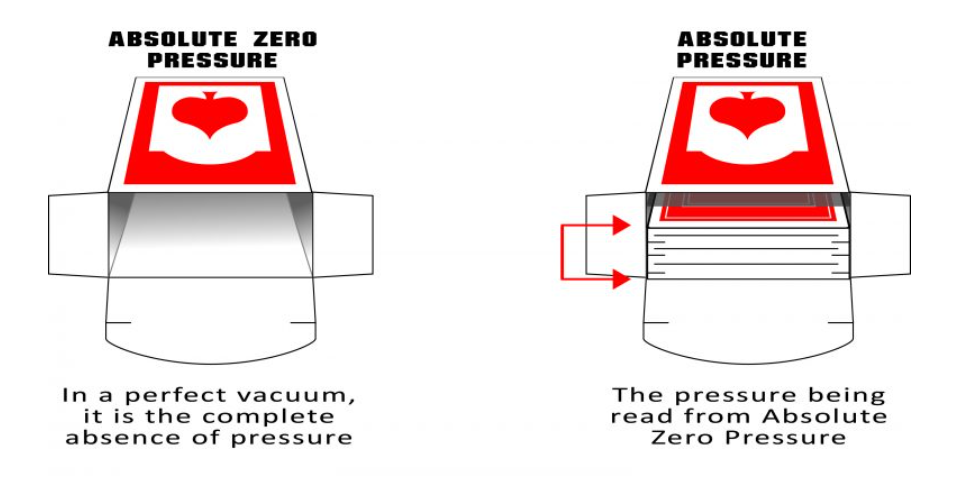 ABSOLUTE ZERO
PRESSURE
In a perfect vacuum,
it is the complete
absence of pressure
ABSOLUTE
PRESSURE
The pressure being
read from Absolute
Zero Pressure